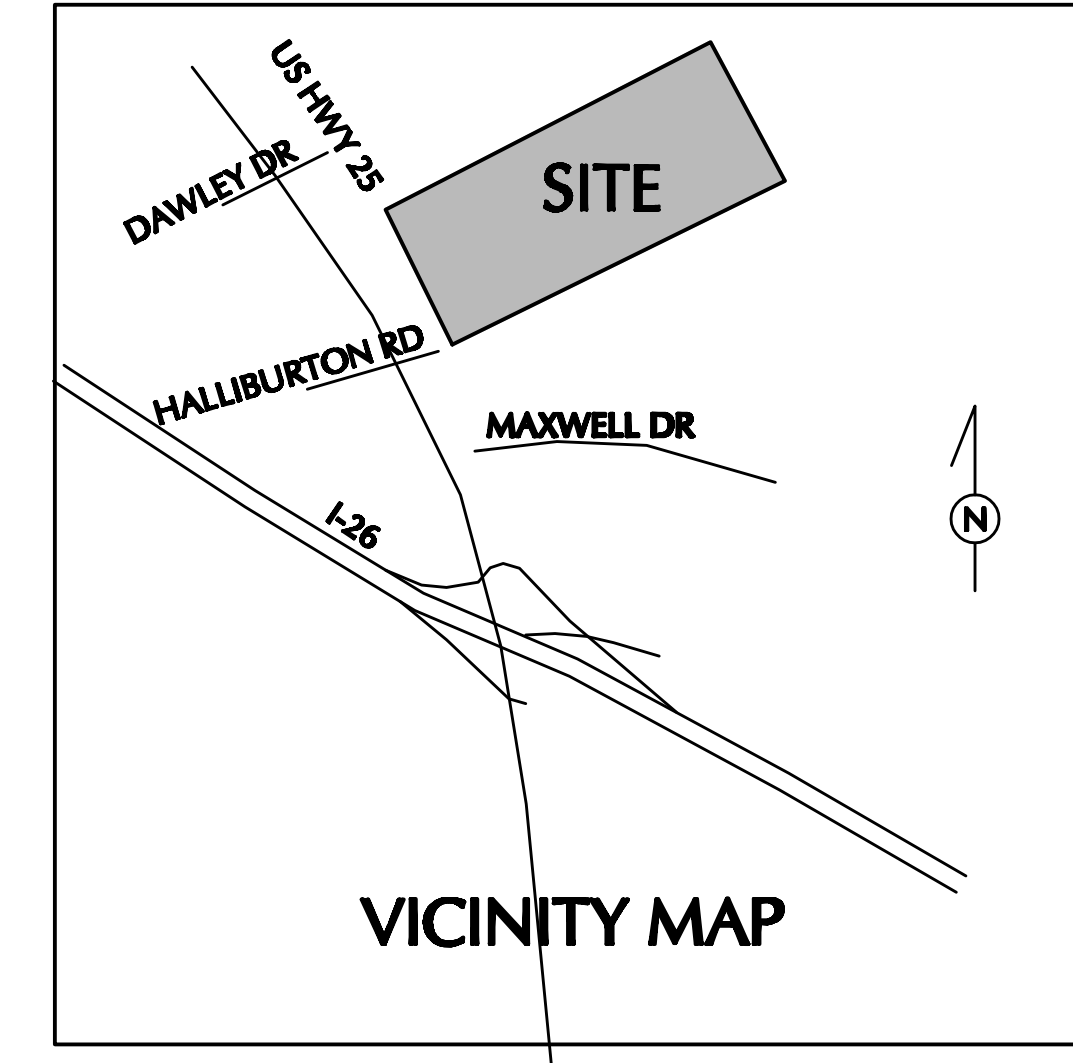 US HWY 25
DAWLEY DR
SITE
HALLIBURTON RD
MAXWELL DR
I-26
N
VICINITY MAP